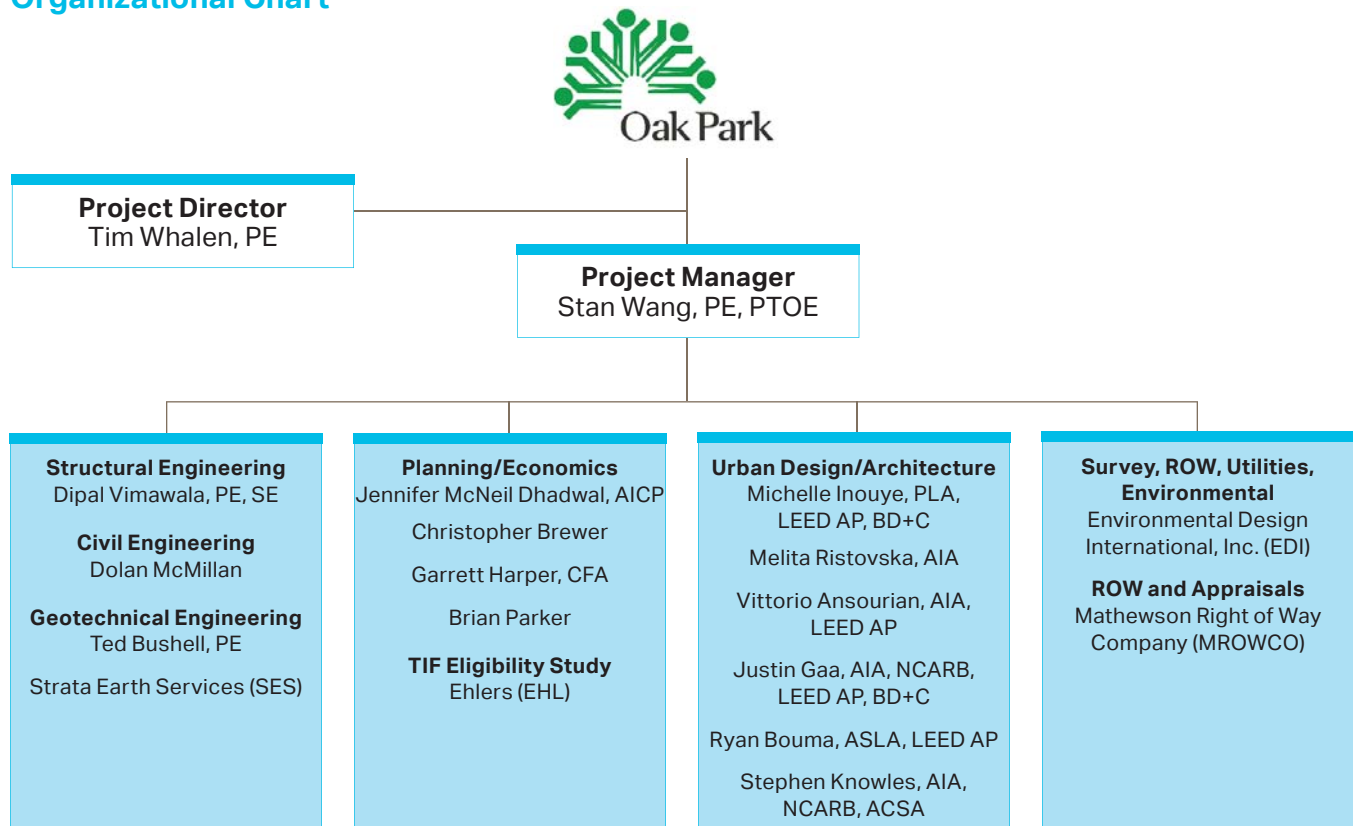 Organizational Chart
Oak Park
Project Director
Tim Whalen, PE
Project Manager
Stan Wang, PE, PTOE
Structural Engineering
Dipal Vimawala, PE, SE
Civil Engineering
Dolan McMillan
Geotechnical Engineering
Ted Bushell, PE
Strata Earth Services (SES)
Planning/Economics
Jennifer McNeil Dhadwal, AICP
Christopher Brewer
Garrett Harper, CFA
Brian Parker
TIF Eligibility Study
Ehlers (EHL)
Urban Design/Architecture
Michelle Inouye, PLA,
LEED AP, BD+C
Melita Ristovska, AIA
Vittorio Ansourian, AIA,
LEED AP
Justin Gaa, AIA, NCARB,
LEED AP, BD+C
Ryan Bouma, ASLA, LEED AP
Stephen Knowles, AIA,
NCARB, ACSA
Survey, ROW, Utilities,
Environmental
Environmental Design
International, Inc. (EDI)
ROW and Appraisals
Mathewson Right of Way
Company (MROWCO)